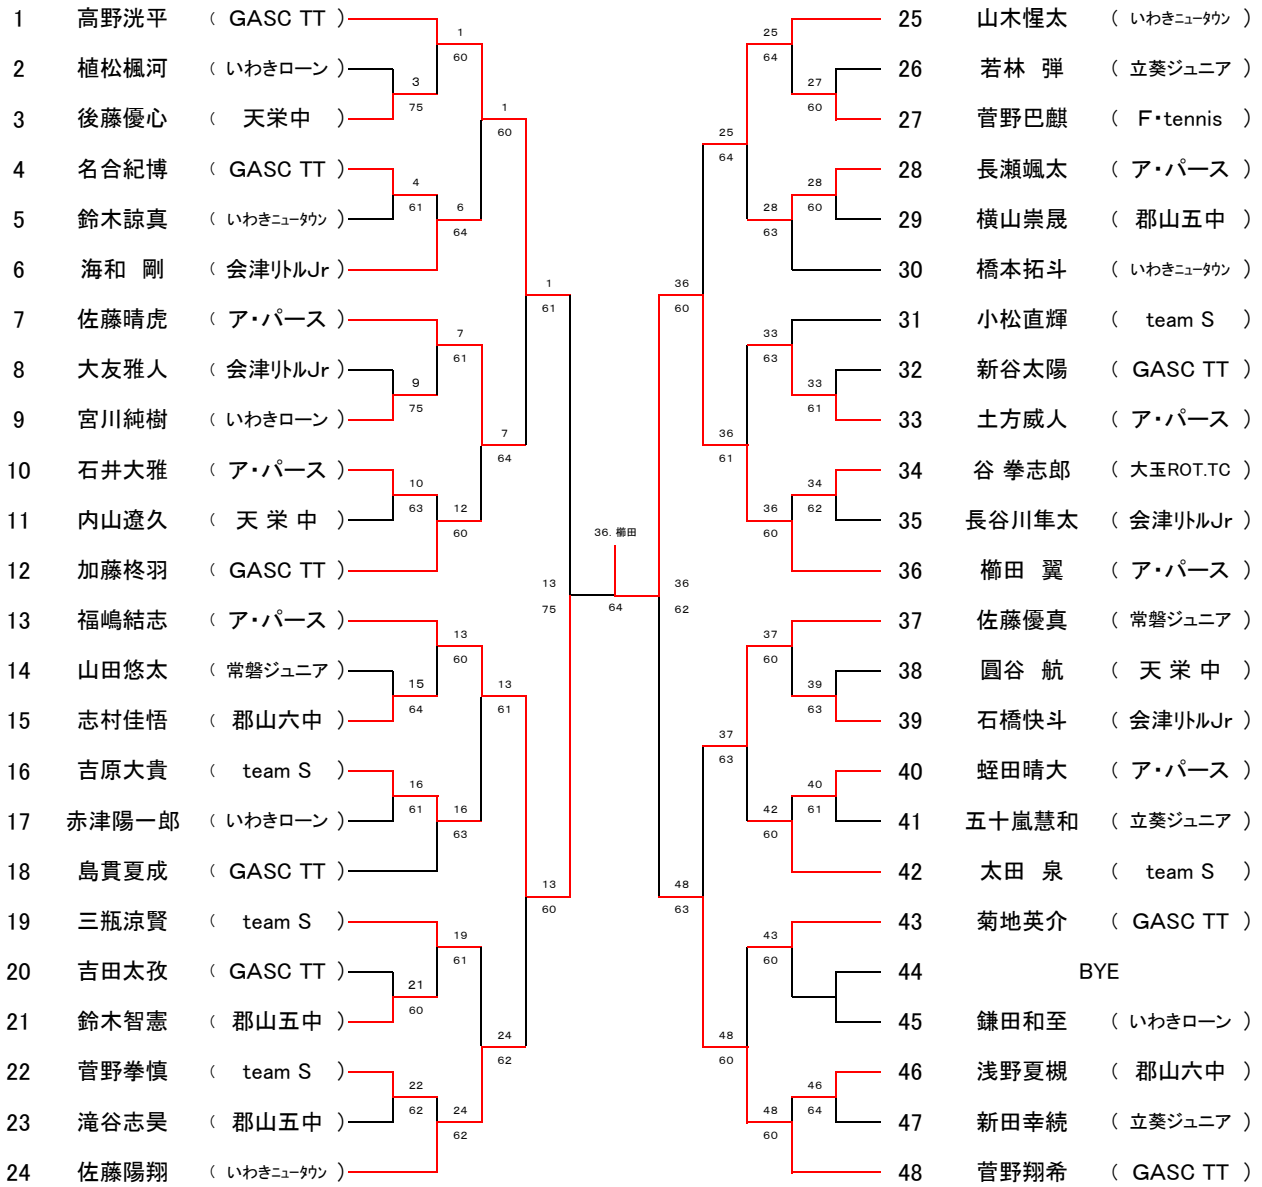 1 高野洸平 ( GASC TT )
2 植松楓河 ( いわきローン )
3 後藤優心 ( 天栄中 )
4 名合紀博 ( GASC TT )
5 鈴木諒真 ( いわきニュータウン )
6 海和 剛 ( 会津リトルJr )
7 佐藤晴虎 ( ア・パース )
8 大友雅人 ( 会津リトルJr )
9 宮川純樹 ( いわきローン )
10 石井大雅 ( ア・パース )
11 内山遼久 ( 天 栄 中 )
12 加藤柊羽 ( GASC TT )
13 福嶋結志 ( ア・パース )
14 山田悠太 ( 常磐ジュニア )
15 志村佳悟 ( 郡山六中 )
16 吉原大貴 ( team S )
17 赤津陽一郎 ( いわきローン )
18 島貫夏成 ( GASC TT )
19 三瓶涼賢 ( team S )
20 吉田太孜 ( GASC TT )
21 鈴木智憲 ( 郡山五中 )
22 菅野拳慎 ( team S )
23 滝谷志昊 ( 郡山五中 )
24 佐藤陽翔 ( いわきニュータウン )
1
60
3
75
1
60
4
61
6
64
1
61
7
61
9
75
7
64
10
63
12
60
13
75
13
60
15
64
13
61
16
61
16
63
13
60
19
61
21
60
24
62
22
62
24
62
36. 櫛田
64
25
64
27
60
25
64
28
60
28
63
36
60
33
63
33
61
36
61
34
62
36
60
36
62
37
60
39
63
37
63
40
61
42
60
48
63
43
60
48
60
46
64
48
60
25 山木惺太 ( いわきニュータウン )
26 若林 弾 ( 立葵ジュニア )
27 菅野巴麒 ( F・tennis )
28 長瀬颯太 ( ア・パース )
29 横山崇晟 ( 郡山五中 )
30 橋本拓斗 ( いわきニュータウン )
31 小松直輝 ( team S )
32 新谷太陽 ( GASC TT )
33 土方威人 ( ア・パース )
34 谷 拳志郎 ( 大玉ROT.TC )
35 長谷川隼太 ( 会津リトルJr )
36 櫛田 翼 ( ア・パース )
37 佐藤優真 ( 常磐ジュニア )
38 圓谷 航 ( 天 栄 中 )
39 石橋快斗 ( 会津リトルJr )
40 蛭田晴大 ( ア・パース )
41 五十嵐慧和 ( 立葵ジュニア )
42 太田 泉 ( team S )
43 菊地英介 ( GASC TT )
44 BYE
45 鎌田和至 ( いわきローン )
46 浅野夏槻 ( 郡山六中 )
47 新田幸続 ( 立葵ジュニア )
48 菅野翔希 ( GASC TT )